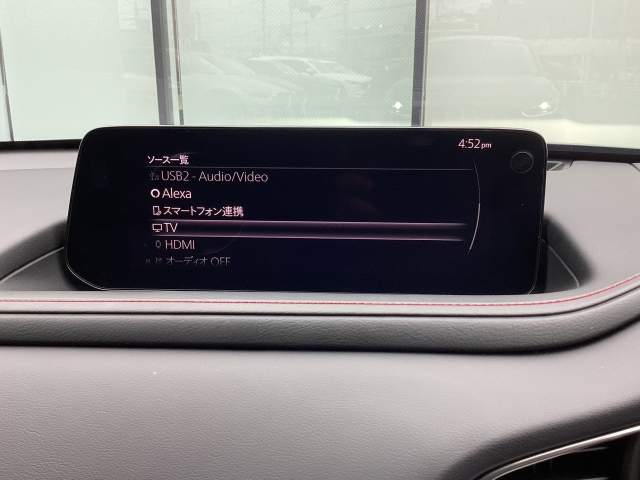 4:52pm
ソース一覧
USB2 - Audio/Video
Alexa
スマートフォン連携
TV
HDMI
オーディオ OFF